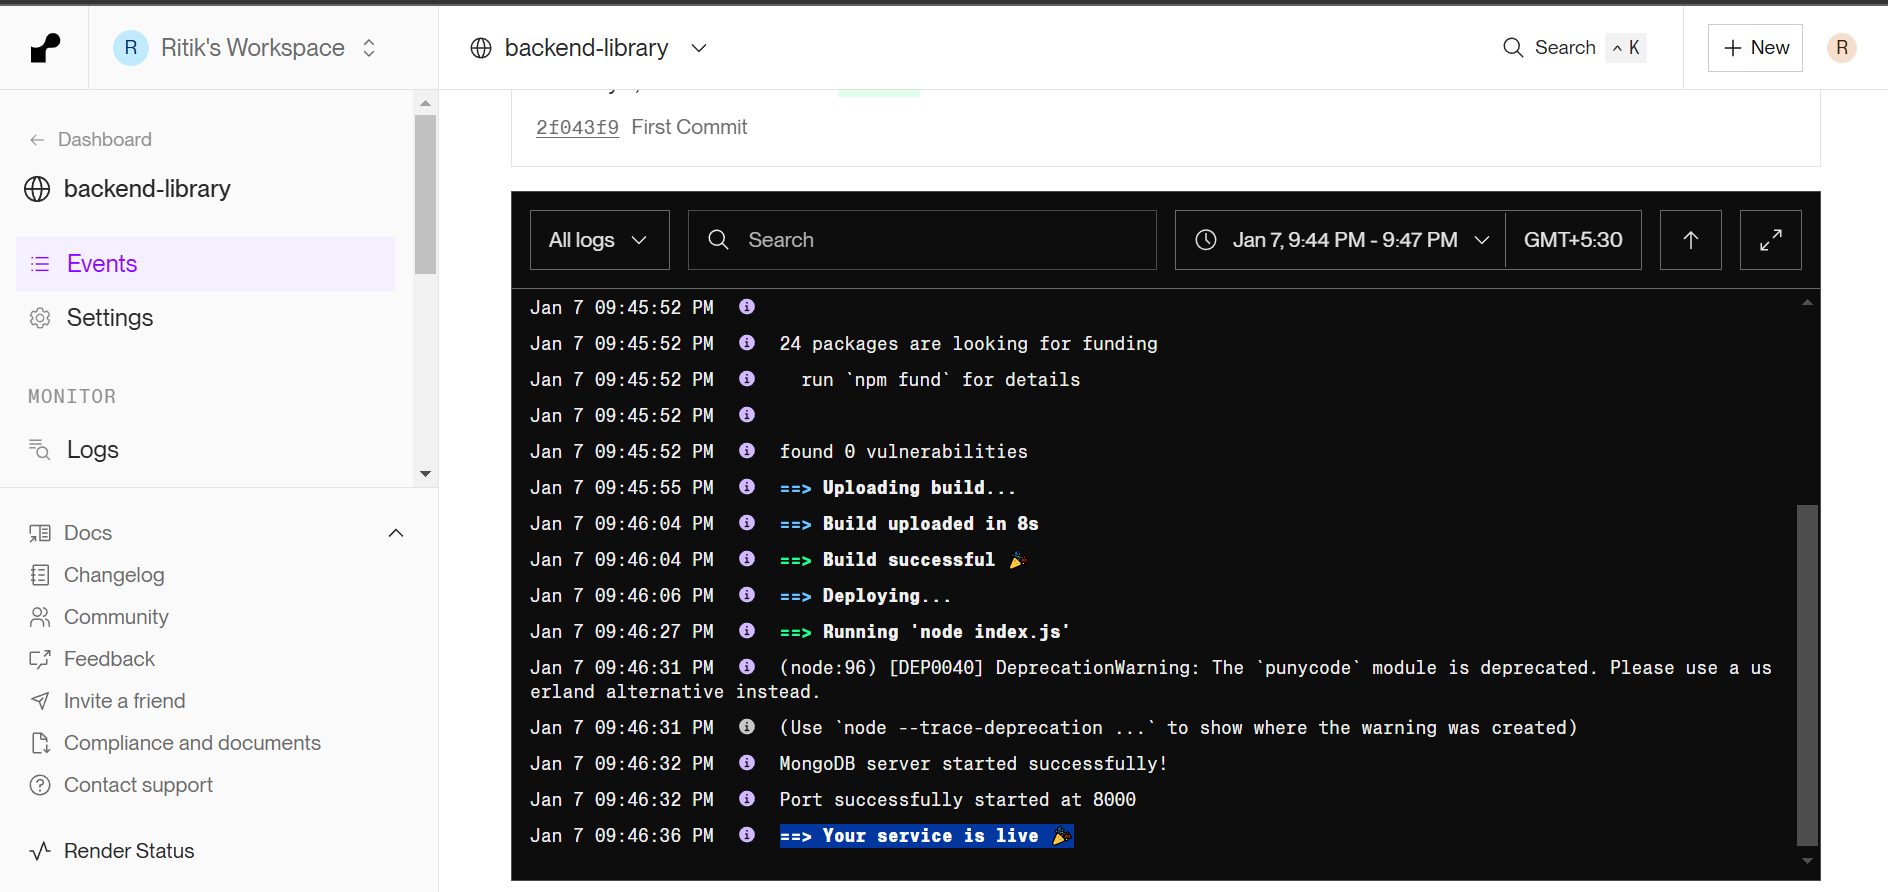 R Ritik's Workspace
backend-library
Search ^ K
+ New
R
← Dashboard
backend-library
Events
Settings
MONITOR
Logs
Docs
Changelog
Community
Feedback
Invite a friend
Compliance and documents
Contact support
Render Status
2f043f9 First Commit
All logs
Search
Jan 7, 9:44 PM - 9:47 PM
GMT+5:30
Jan 7 09:45:52 PM
Jan 7 09:45:52 PM 24 packages are looking for funding
Jan 7 09:45:52 PM run `npm fund` for details
Jan 7 09:45:52 PM
Jan 7 09:45:52 PM found 0 vulnerabilities
Jan 7 09:45:55 PM ==> Uploading build...
Jan 7 09:46:04 PM ==> Build uploaded in 8s
Jan 7 09:46:04 PM ==> Build successful 🎉
Jan 7 09:46:06 PM ==> Deploying...
Jan 7 09:46:27 PM ==> Running 'node index.js'
Jan 7 09:46:31 PM (node:96) [DEP0040] DeprecationWarning: The `punycode` module is deprecated. Please use a us
erland alternative instead.
Jan 7 09:46:31 PM (Use `node --trace-deprecation ...` to show where the warning was created)
Jan 7 09:46:32 PM MongoDB server started successfully!
Jan 7 09:46:32 PM Port successfully started at 8000
Jan 7 09:46:36 PM ==> Your service is live 🎉